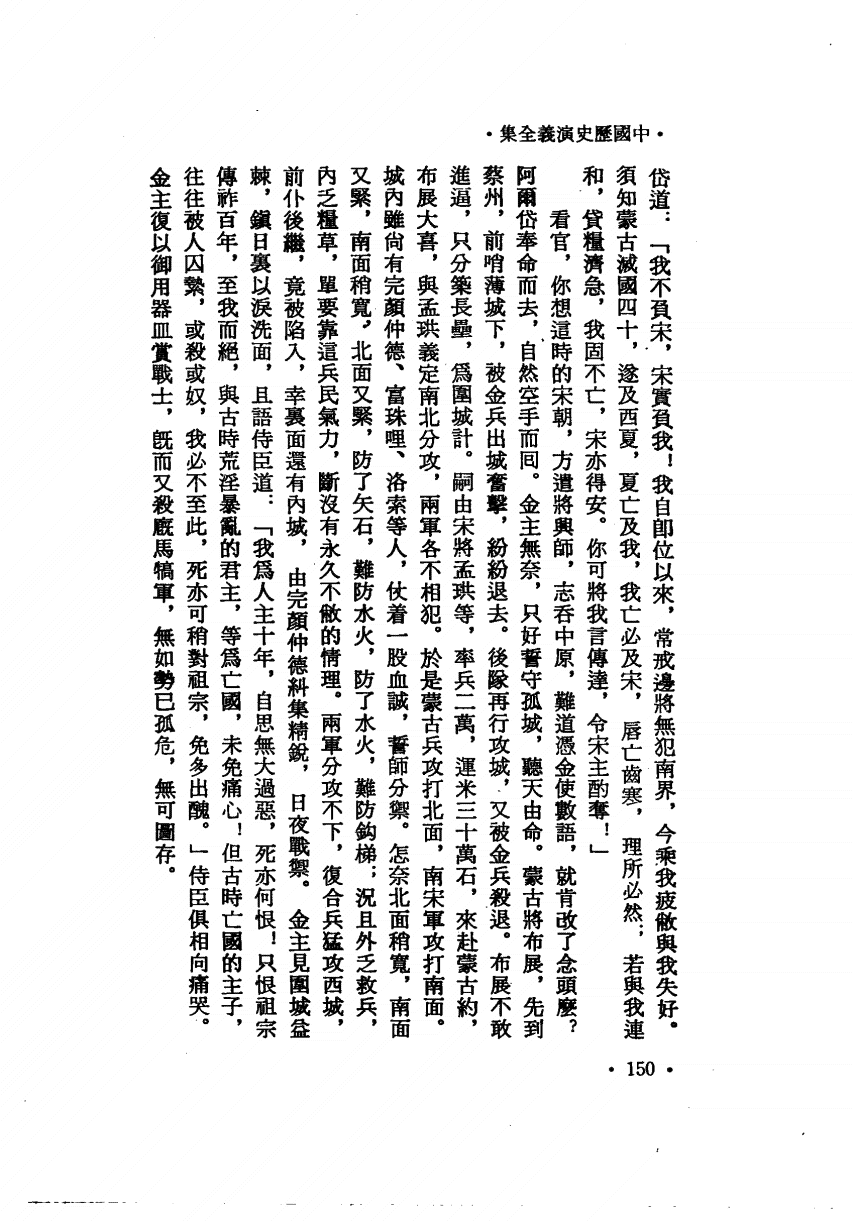 •中國歷史演義全集•
岱道：「我不負宋，宋實負我！我自卽位以來，常戒邊將無犯南界，今乘我疲敝與我失好。
須知蒙古滅國四十，遂及西夏，夏亡及我，我亡必及宋，脣亡齒寒，理所必然；若與我連
和，貸糧濟急，我固不亡，宋亦得安。你可將我言傳達，令宋主酌奪！」
看官，你想這時的宋朝，方遣將興師，志吞中原，難道憑金使數語，就肯改了念頭麼？
阿爾岱奉命而去，自然空手而囘。金主無奈，只好誓守孤城，聽天由命。蒙古將布展，先到
蔡州，前哨薄城下，被金兵出城奮擊，紛紛退去。後隊再行攻城，又被金兵殺退。布展不敢
進逼，只分築長壘，爲圍城計。嗣由宋將孟珙等，率兵二萬，運米三十萬石，來赴蒙古約，
布展大喜，與孟珙義定南北分攻，兩軍各不相犯。於是蒙古兵攻打北面，南宋軍攻打南面。
城內雖尙有完顏仲德、富珠哩、洛索等人，仗着一股血誠，誓師分禦。怎奈北面稍寬，南面
又緊，南面稍寬，北面又緊，防了矢石，難防水火，防了水火，難防鈎梯；況且外乏救兵，
內乏糧草，單要靠這兵民氣力，斷沒有永久不敝的情理。兩軍分攻不下，復合兵猛攻西城，
前仆後繼，竟被陷入，幸裏面還有內城，由完顏仲德糾集精銳，日夜戰禦。金主見圍城益
棘，鎭日裏以淚洗面，且語侍臣道：「我爲人主十年，自思無大過惡，死亦何恨！只恨祖宗
傳祚百年，至我而絕，與古時荒淫暴亂的君主，等爲亡國，未免痛心！但古時亡國的主子，
往往被人囚縶，或殺或奴，我必不至此，死亦可稍對祖宗，免多出醜。」侍臣俱相向痛哭。
金主復以御用器皿賞戰士，旣而又殺廐馬犒軍，無如勢已孤危，無可圖存。
•150•